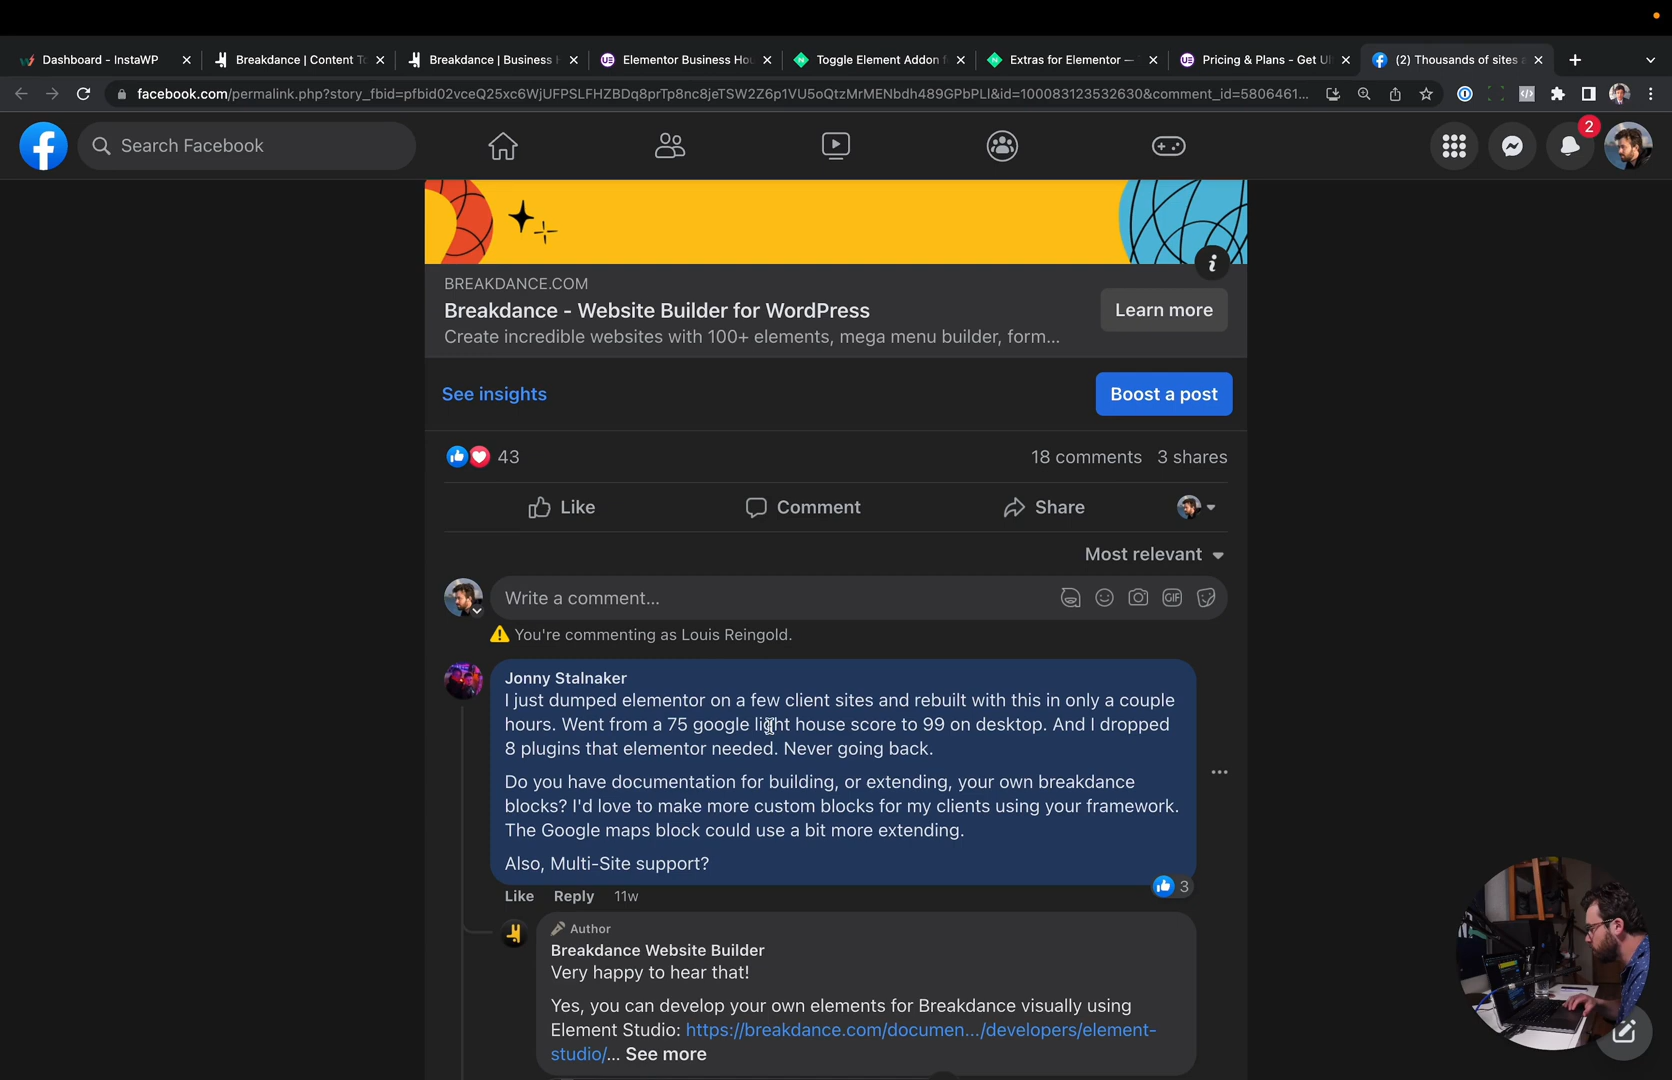 Dashboard - InstaWP
Breakdance | Content To
Breakdance | Business H
UE Elementor Business Hou
N Toggle Element Addon f
N Extras for Elementor —
UE Pricing & Plans - Get Ul
(2) Thousands of sites a
facebook.com/permalink.php?story_fbid=pfbid02vceQ25xc6WjUFPSLFHZBDq8prTp8nc8jeTSW2Z6p1VU5oQtzMrMENbdh489GPbPLl&id=100083123532630&comment_id=5806461...
Search Facebook
2
BREAKDANCE.COM
Breakdance - Website Builder for WordPress
Create incredible websites with 100+ elements, mega menu builder, form...
Learn more
See insights
Boost a post
43
18 comments 3 shares
Like
Comment
Share
Most relevant
Write a comment...
GIF
You're commenting as Louis Reingold.
Jonny Stalnaker
I just dumped elementor on a few client sites and rebuilt with this in only a couple
hours. Went from a 75 google light house score to 99 on desktop. And I dropped
8 plugins that elementor needed. Never going back.
Do you have documentation for building, or extending, your own breakdance
blocks? I'd love to make more custom blocks for my clients using your framework.
The Google maps block could use a bit more extending.
Also, Multi-Site support?
3
Like Reply 11w
Author
Breakdance Website Builder
Very happy to hear that!
Yes, you can develop your own elements for Breakdance visually using
Element Studio: https://breakdance.com/documen.../developers/element-
studio/... See more